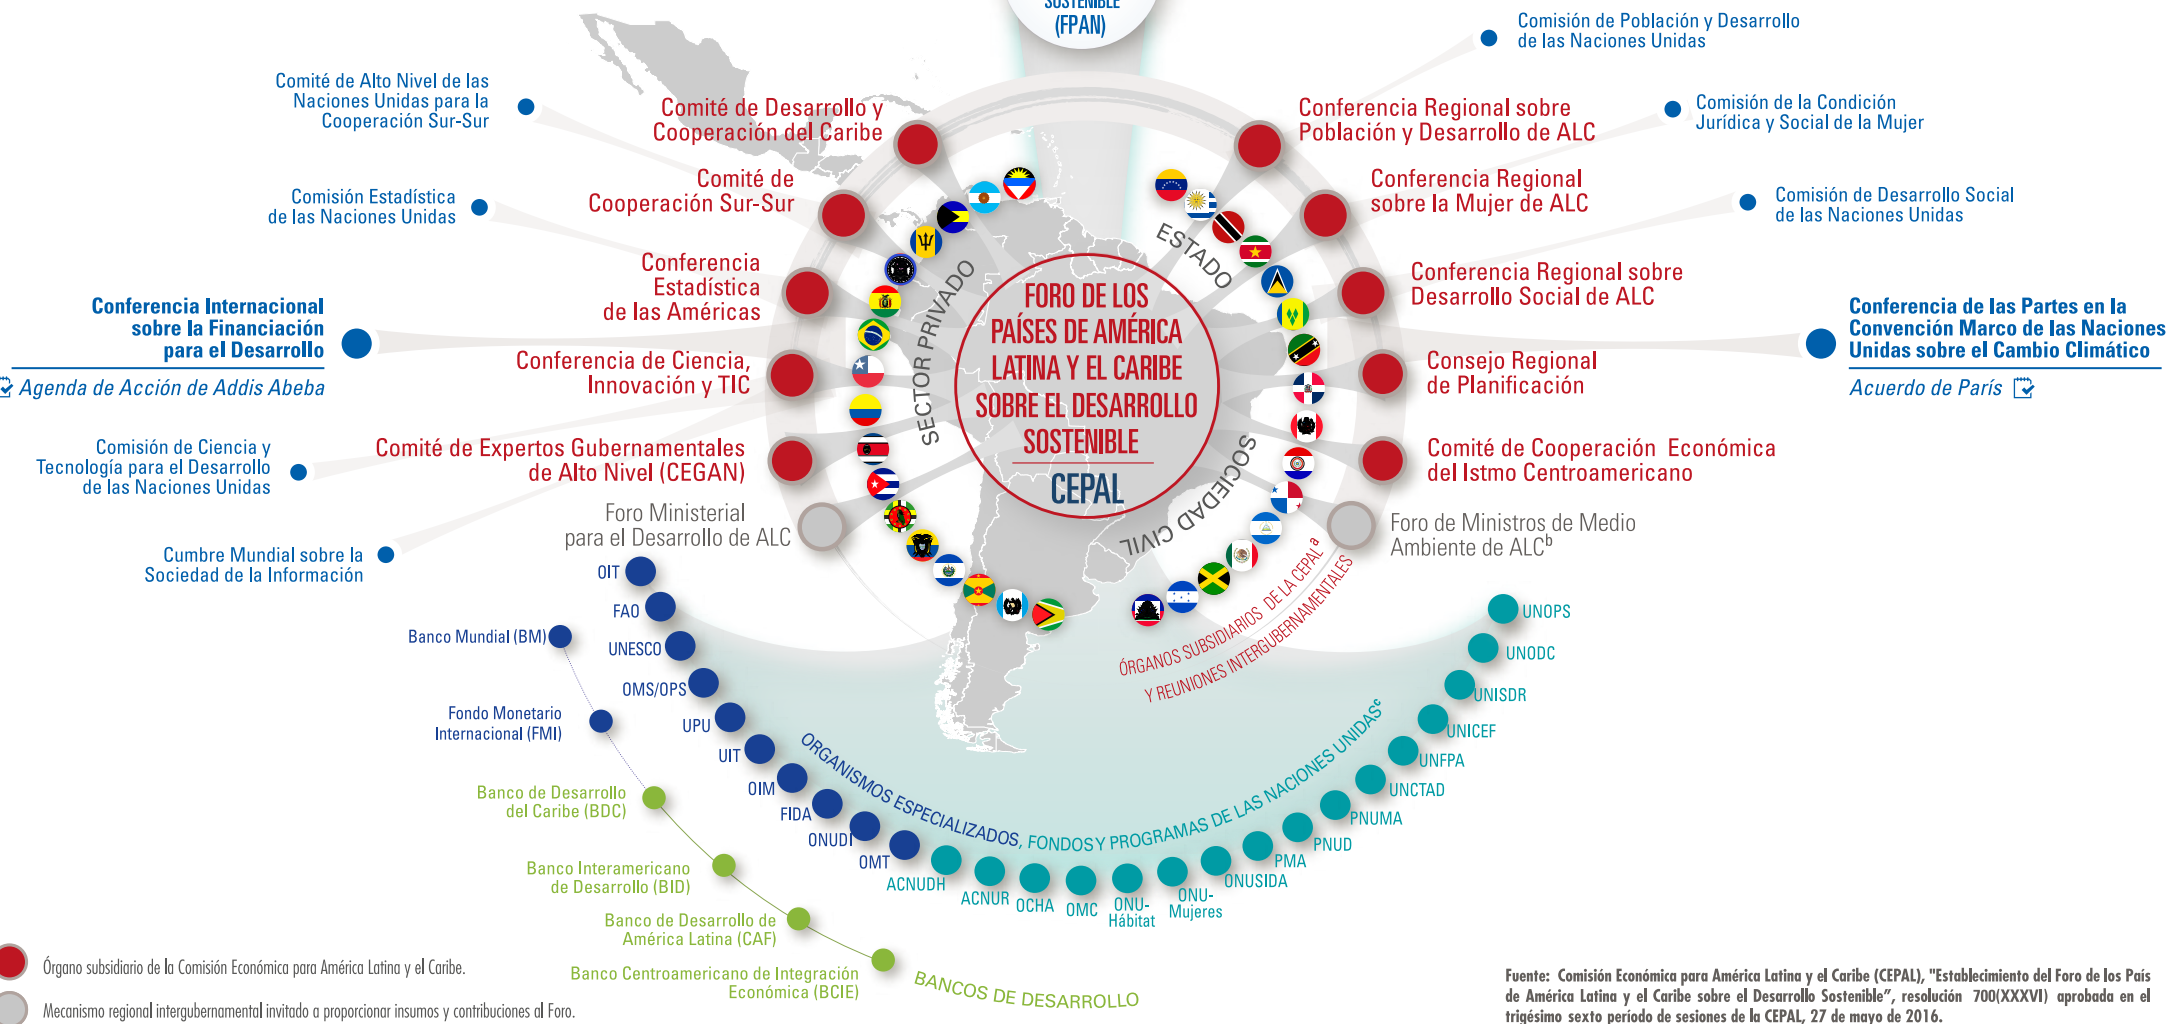 SOSTENIBLE
(FPAN)
Comité de Alto Nivel de las
Naciones Unidas para la
Cooperación Sur-Sur
Comisión Estadística
de las Naciones Unidas
Conferencia Internacional
sobre la Financiación
para el Desarrollo
Agenda de Acción de Addis Abeba
Comisión de Ciencia y
Tecnología para el Desarrollo
de las Naciones Unidas
Cumbre Mundial sobre la
Sociedad de la Información
Comité de Desarrollo y
Cooperación del Caribe
Comité de
Cooperación Sur-Sur
Conferencia
Estadística
de las Américas
Conferencia de Ciencia,
Innovación y TIC
Comité de Expertos Gubernamentales
de Alto Nivel (CEGAN)
Foro Ministerial
para el Desarrollo de ALC
SECTOR PRIVADO
ESTADO
SOCIEDAD CIVIL
FORO DE LOS
PAÍSES DE AMÉRICA
LATINA Y EL CARIBE
SOBRE EL DESARROLLO
SOSTENIBLE
CEPAL
Conferencia Regional sobre
Población y Desarrollo de ALC
Conferencia Regional
sobre la Mujer de ALC
Conferencia Regional sobre
Desarrollo Social de ALC
Consejo Regional
de Planificación
Comité de Cooperación Económica
del Istmo Centroamericano
Foro de Ministros de Medio
Ambiente de ALCᵇ
Comisión de Población y Desarrollo
de las Naciones Unidas
Comisión de la Condición
Jurídica y Social de la Mujer
Comisión de Desarrollo Social
de las Naciones Unidas
Conferencia de las Partes en la
Convención Marco de las Naciones
Unidas sobre el Cambio Climático
Acuerdo de París
ÓRGANOS SUBSIDIARIOS DE LA CEPALᵃ
Y REUNIONES INTERGUBERNAMENTALES
OIT
FAO
UNESCO
OMS/OPS
UPU
UIT
OIM
FIDA
ONUDI
OMT
ACNUDH
ACNUR
OCHA
OMC
ONU-
Hábitat
ONU-
Mujeres
ONUSIDA
PMA
PNUD
PNUMA
UNCTAD
UNFPA
UNICEF
UNISDR
UNODC
UNOPS
ORGANISMOS ESPECIALIZADOS, FONDOS Y PROGRAMAS DE LAS NACIONES UNIDASᶜ
Banco Mundial (BM)
Fondo Monetario
Internacional (FMI)
Banco de Desarrollo
del Caribe (BDC)
Banco Interamericano
de Desarrollo (BID)
Banco de Desarrollo de
América Latina (CAF)
Banco Centroamericano de Integración
Económica (BCIE)
BANCOS DE DESARROLLO
Órgano subsidiario de la Comisión Económica para América Latina y el Caribe.
Mecanismo regional intergubernamental invitado a proporcionar insumos y contribuciones al Foro.
Fuente: Comisión Económica para América Latina y el Caribe (CEPAL), "Establecimiento del Foro de los País
de América Latina y el Caribe sobre el Desarrollo Sostenible", resolución 700(XXXVI) aprobada en el
trigésimo sexto período de sesiones de la CEPAL, 27 de mayo de 2016.